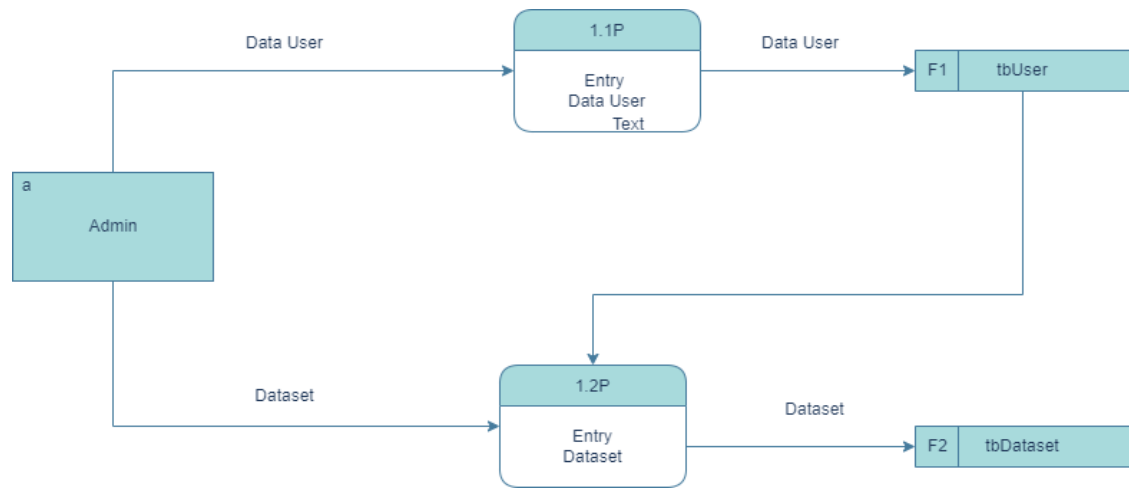 Data User
1.1P
Data User
F1
tbUser
Entry
Data User
Text
a
Admin
Dataset
1.2P
Dataset
Entry
Dataset
F2
tbDataset